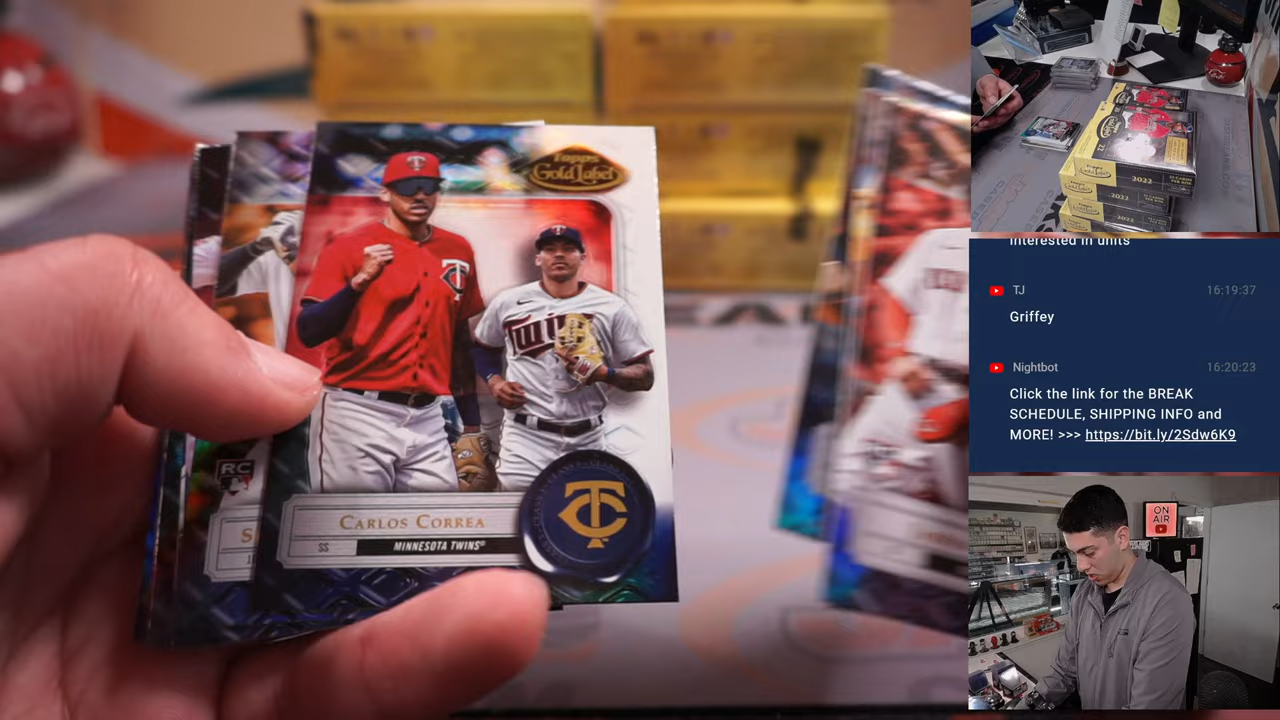 Topps
Gold Label
Twins
CARLOS CORREA
SS
MINNESOTA TWINS
TC
RC
S
2022
2022
2022
interested in units
TJ
16:19:37
Griffey
Nightbot
16:20:23
Click the link for the BREAK
SCHEDULE, SHIPPING INFO and
MORE! >>> https://bit.ly/2Sdw6K9
ON
AIR